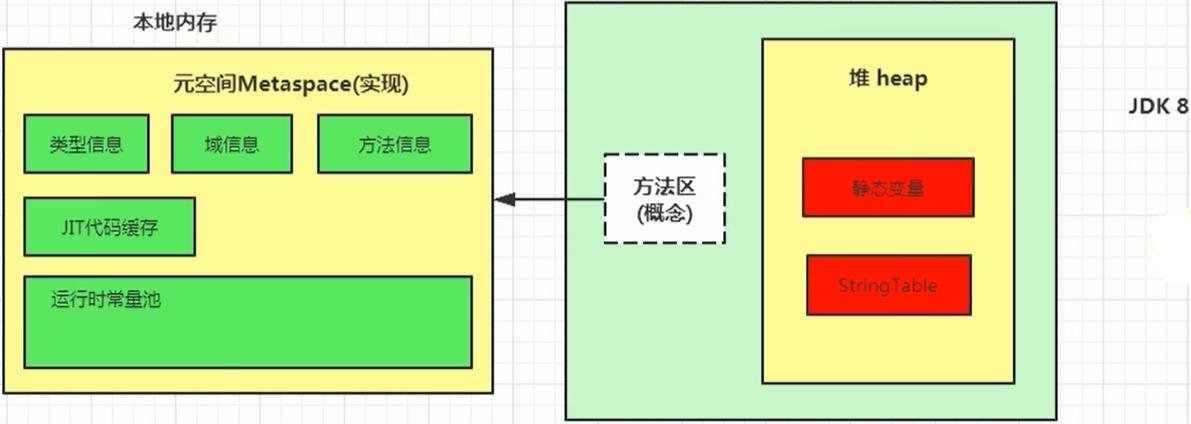 本地内存
元空间Metaspace(实现)
类型信息
域信息
方法信息
JIT代码缓存
运行时常量池
方法区
(概念)
堆 heap
静态变量
StringTable
JDK 8